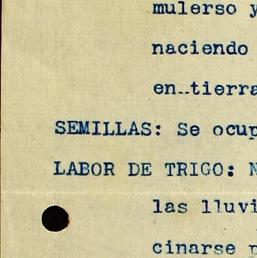 mulerso y
naciendo
en..tierra
SEMILLAS: Se ocup
LABOR DE TRIGO: N
las lluvi
cinarse